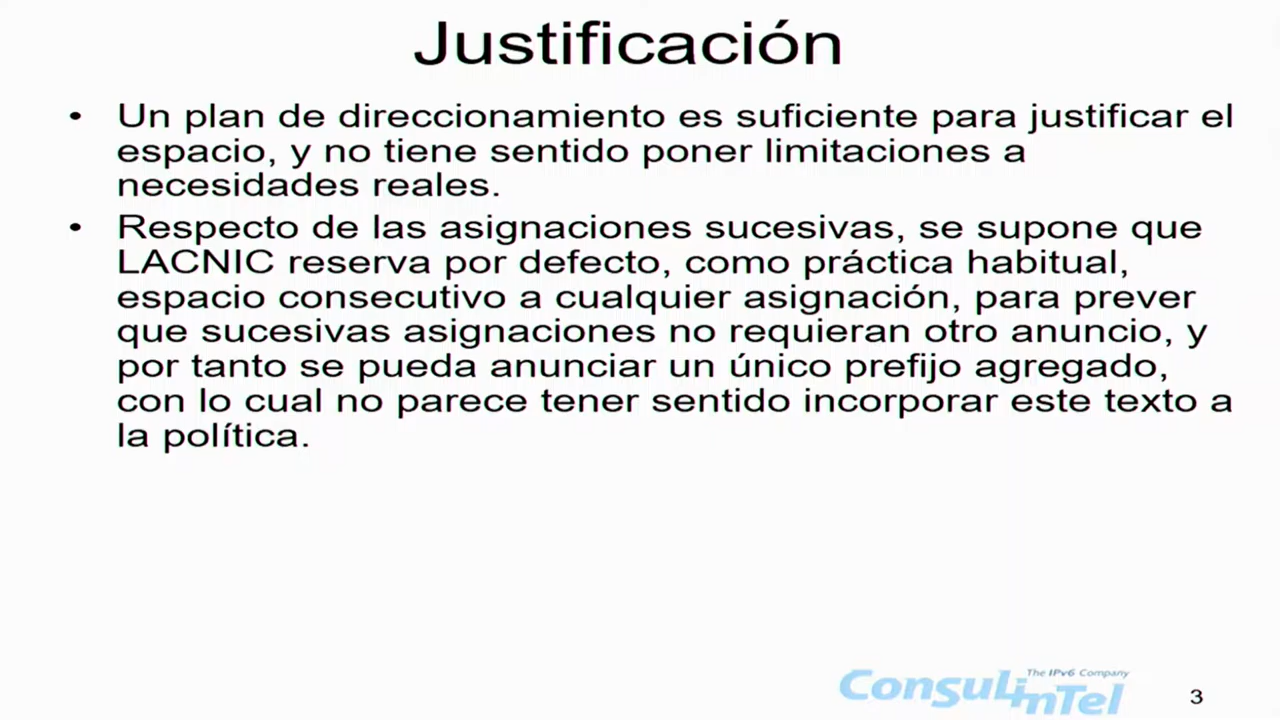 Justificación
• Un plan de direccionamiento es suficiente para justificar el
espacio, y no tiene sentido poner limitaciones a
necesidades reales.
• Respecto de las asignaciones sucesivas, se supone que
LACNIC reserva por defecto, como práctica habitual,
espacio consecutivo a cualquier asignación, para prever
que sucesivas asignaciones no requieran otro anuncio, y
por tanto se pueda anunciar un único prefijo agregado,
con lo cual no parece tener sentido incorporar este texto a
la política.
The IPv6 Company
Consulintel
3